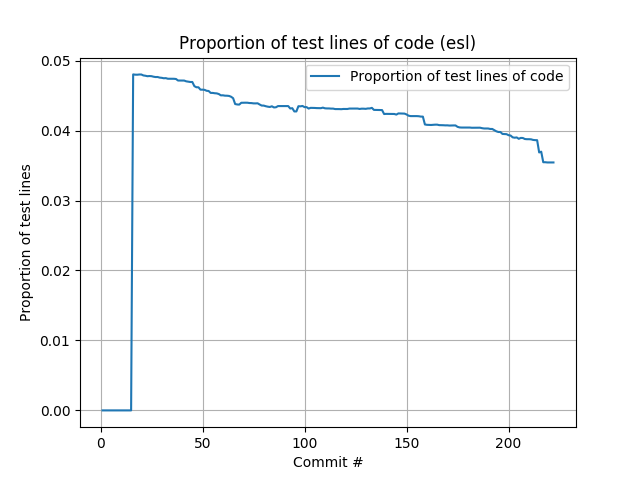 Proportion of test lines of code (esl)
Proportion of test lines of code
0.05
0.04
0.03
0.02
0.01
0.00
Proportion of test lines
0 50 100 150 200
Commit #